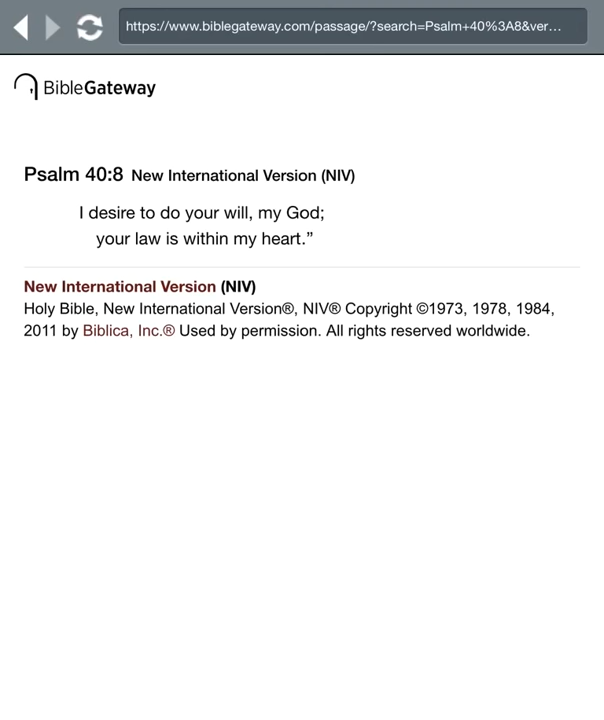 https://www.biblegateway.com/passage/?search=Psalm+40%3A8&ver...
BibleGateway
Psalm 40:8 New International Version (NIV)
I desire to do your will, my God;
your law is within my heart.”
New International Version (NIV)
Holy Bible, New International Version®, NIV® Copyright ©1973, 1978, 1984,
2011 by Biblica, Inc.® Used by permission. All rights reserved worldwide.